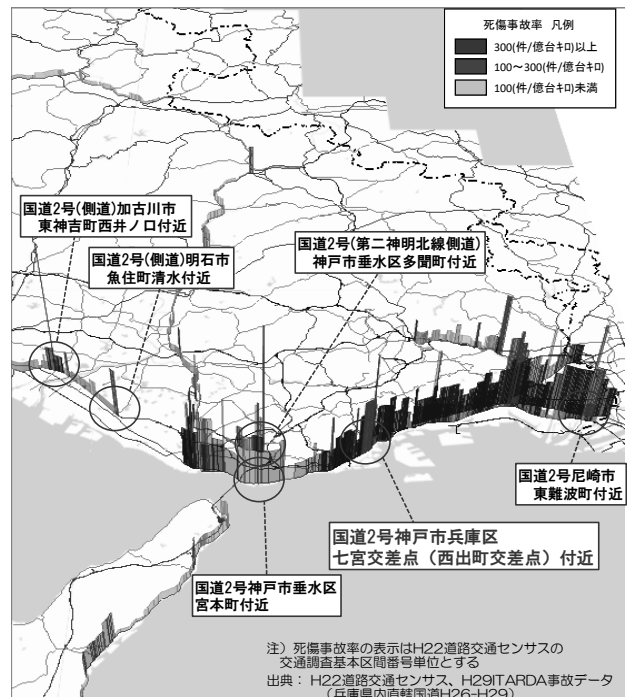 死傷事故率 凡例
300(件/億台ｷﾛ)以上
100～300(件/億台ｷﾛ)
100(件/億台ｷﾛ)未満
国道2号(側道)加古川市
東神吉町西井ノ口付近
国道2号(側道)明石市
魚住町清水付近
国道2号(第二神明北線側道)
神戸市垂水区多聞町付近
国道2号尼崎市
東難波町付近
国道2号神戸市兵庫区
七宮交差点（西出町交差点）付近
国道2号神戸市垂水区
宮本町付近
注）死傷事故率の表示はH22道路交通センサスの
交通調査基本区間番号単位とする
出典： H22道路交通センサス、H29ITARDA事故データ
（兵庫県内直轄国道H26-H29）